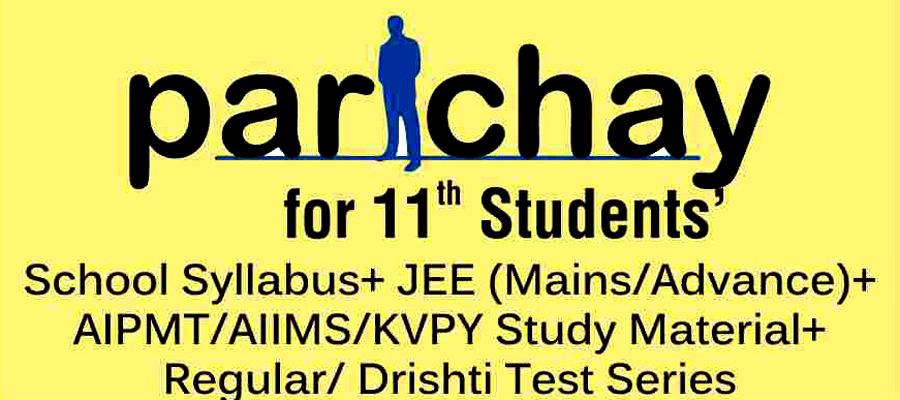 parichay
for 11th Students’
School Syllabus+ JEE (Mains/Advance)+
AIPMT/AIIMS/KVPY Study Material+
Regular/ Drishti Test Series